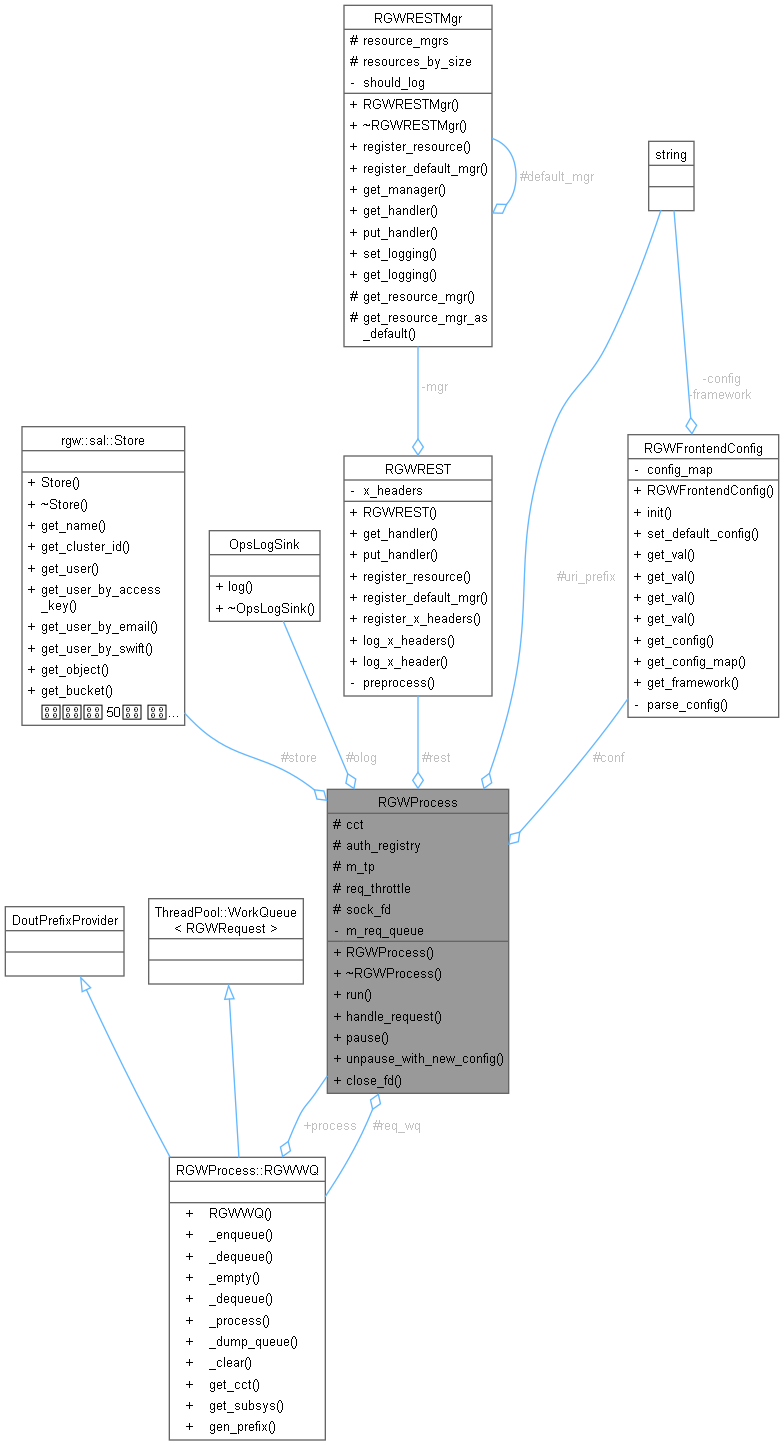 RGWRESTMgr
# resource_mgrs
# resources_by_size
- should_log
+ RGWRESTMgr()
+ ~RGWRESTMgr()
+ register_resource()
+ register_default_mgr()
+ get_manager()
+ get_handler()
+ put_handler()
+ set_logging()
+ get_logging()
# get_resource_mgr()
# get_resource_mgr_as
_default()
#default_mgr
string
-mgr
-config
-framework
rgw::sal::Store
+ Store()
+ ~Store()
+ get_name()
+ get_cluster_id()
+ get_user()
+ get_user_by_access
_key()
+ get_user_by_email()
+ get_user_by_swift()
+ get_object()
+ get_bucket()
50 ...
OpsLogSink
+ log()
+ ~OpsLogSink()
RGWREST
- x_headers
+ RGWREST()
+ get_handler()
+ put_handler()
+ register_resource()
+ register_default_mgr()
+ register_x_headers()
+ log_x_headers()
+ log_x_header()
- preprocess()
#uri_prefix
RGWFrontendConfig
- config_map
+ RGWFrontendConfig()
+ init()
+ set_default_config()
+ get_val()
+ get_val()
+ get_val()
+ get_val()
+ get_config()
+ get_config_map()
+ get_framework()
- parse_config()
#store
#olog
#rest
#conf
RGWProcess
# cct
# auth_registry
# m_tp
# req_throttle
# sock_fd
- m_req_queue
+ RGWProcess()
+ ~RGWProcess()
+ run()
+ handle_request()
+ pause()
+ unpause_with_new_config()
+ close_fd()
DoutPrefixProvider
ThreadPool::WorkQueue
< RGWRequest >
+process
#req_wq
RGWProcess::RGWWQ
+ RGWWQ()
+ _enqueue()
+ _dequeue()
+ _empty()
+ _dequeue()
+ _process()
+ _dump_queue()
+ _clear()
+ get_cct()
+ get_subsys()
+ gen_prefix()